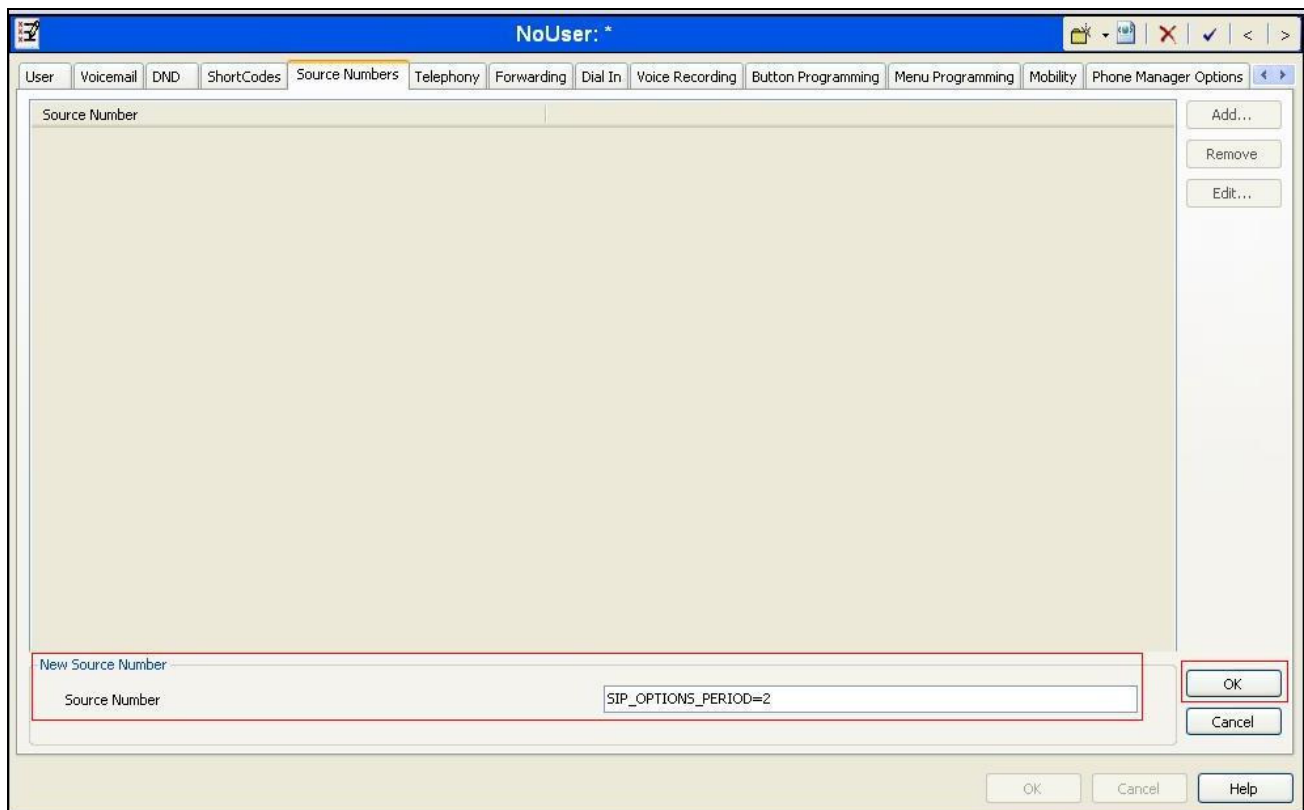 NoUser: *
User Voicemail DND ShortCodes Source Numbers Telephony Forwarding Dial In Voice Recording Button Programming Menu Programming Mobility Phone Manager Options
Source Number
Add...
Remove
Edit...
New Source Number
Source Number SIP_OPTIONS_PERIOD=2
OK
Cancel
OK Cancel Help